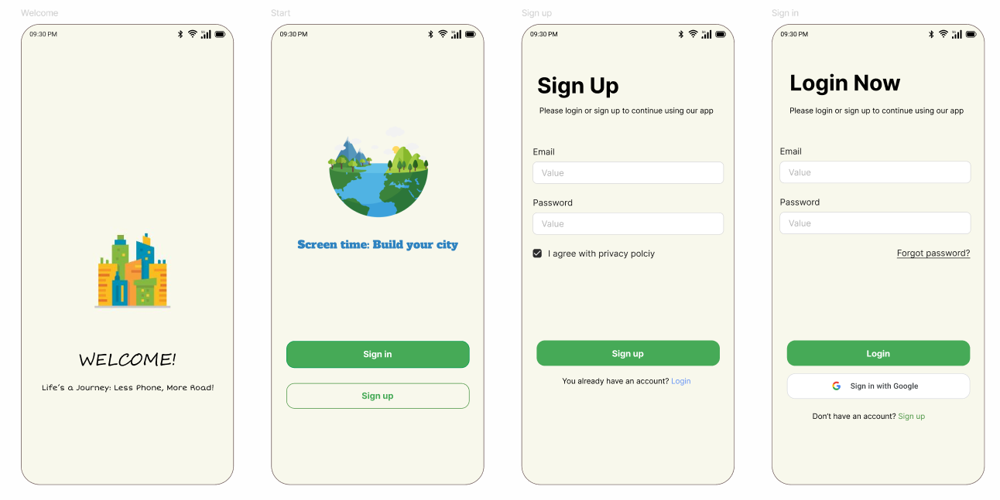 Welcome
09:30 PM
WELCOME!
Life's a Journey: Less Phone, More Road!
Start
09:30 PM
Screen time: Build your city
Sign in
Sign up
Sign up
09:30 PM
Sign Up
Please login or sign up to continue using our app
Email
Value
Password
Value
I agree with privacy polciy
Sign up
You already have an account? Login
Sign in
09:30 PM
Login Now
Please login or sign up to continue using our app
Email
Value
Password
Value
Forgot password?
Login
Sign in with Google
Don't have an account? Sign up